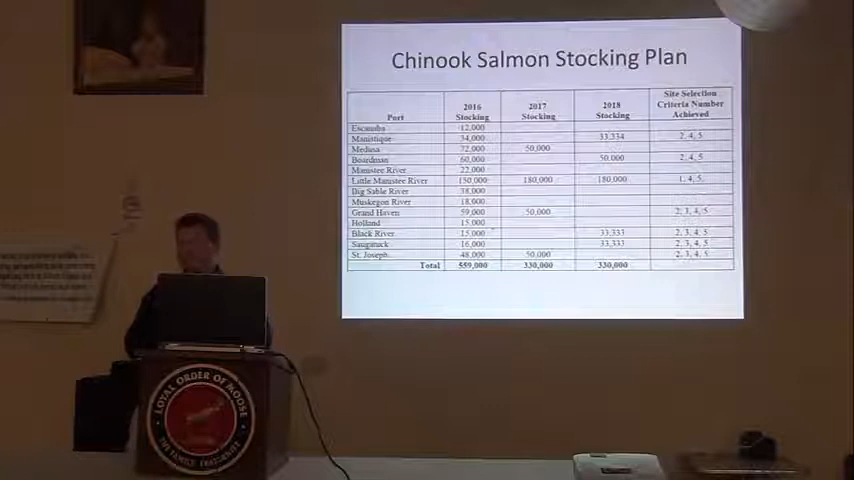 Chinook Salmon Stocking Plan
Port 2016 Stocking 2017 Stocking 2018 Stocking Site Selection Criteria Number Achieved
Escanaba 12,000
Manistique 34,000 33,334 2, 4, 5
Medusa 72,000 50,000
Boardman 60,000 50,000 2, 4, 5
Manistee River 22,000
Little Manistee River 150,000 180,000 180,000 1, 4, 5
Big Sable River 38,000
Muskegon River 18,000
Grand Haven 59,000 50,000 2, 3, 4, 5
Holland 15,000
Black River 15,000 33,333 2, 3, 4, 5
Saugatuck 16,000 33,333 2, 3, 4, 5
St. Joseph 48,000 50,000 2, 3, 4, 5
Total 559,000 330,000 330,000
LOYAL ORDER OF MOOSE
THE FAMILY FRATERNITY